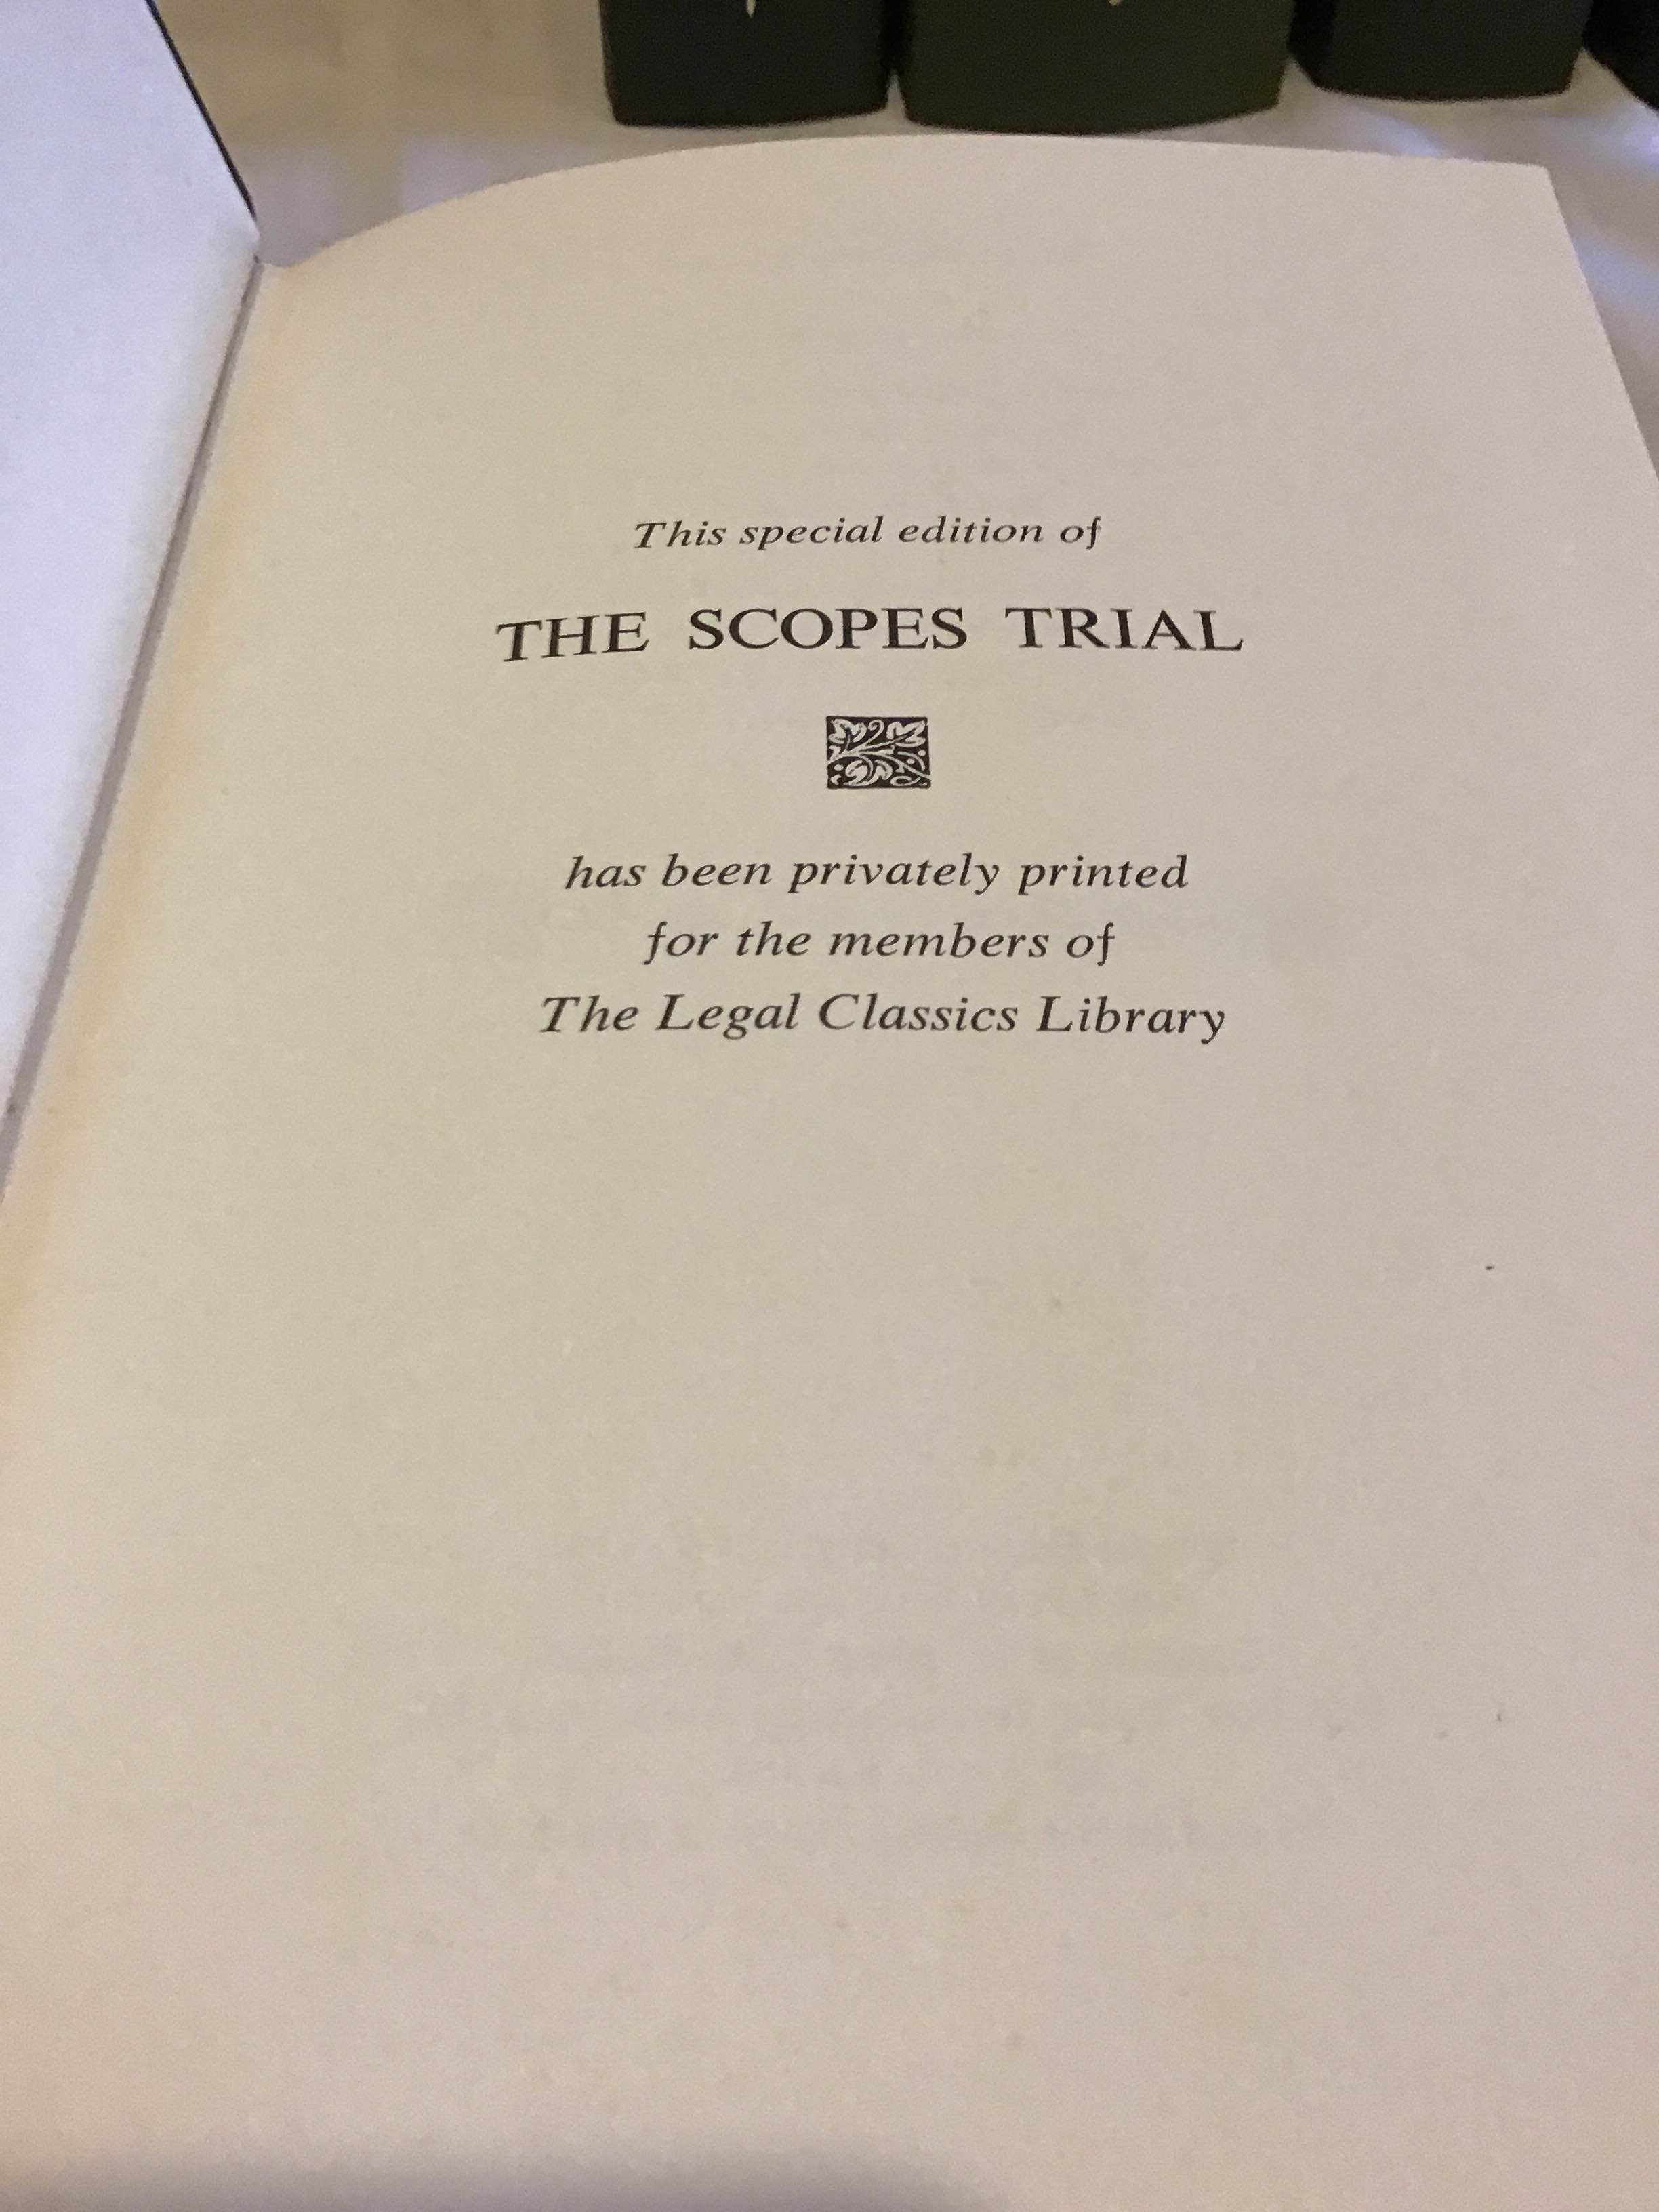 This special edition of
THE SCOPES TRIAL
has been privately printed
for the members of
The Legal Classics Library